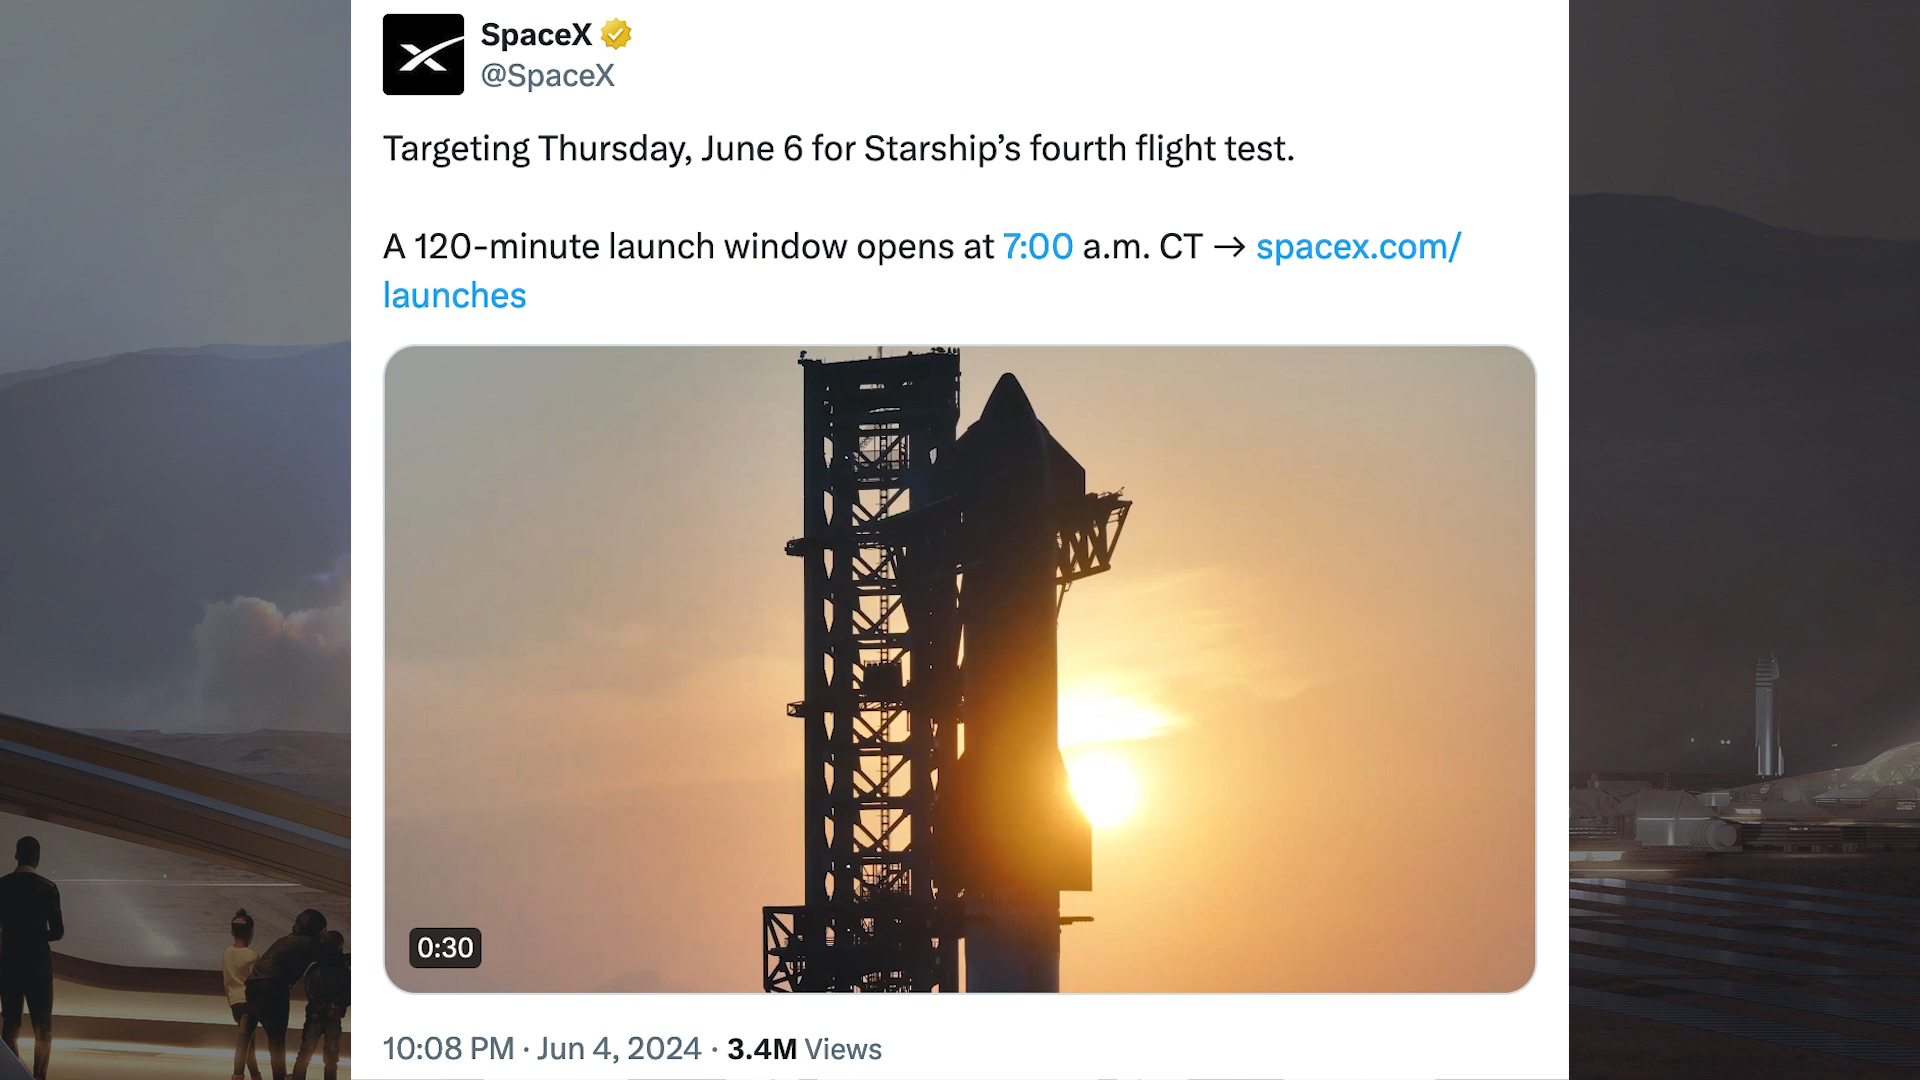 SpaceX
@SpaceX
Targeting Thursday, June 6 for Starship’s fourth flight test.
A 120-minute launch window opens at 7:00 a.m. CT → spacex.com/
launches
0:30
10:08 PM · Jun 4, 2024 · 3.4M Views